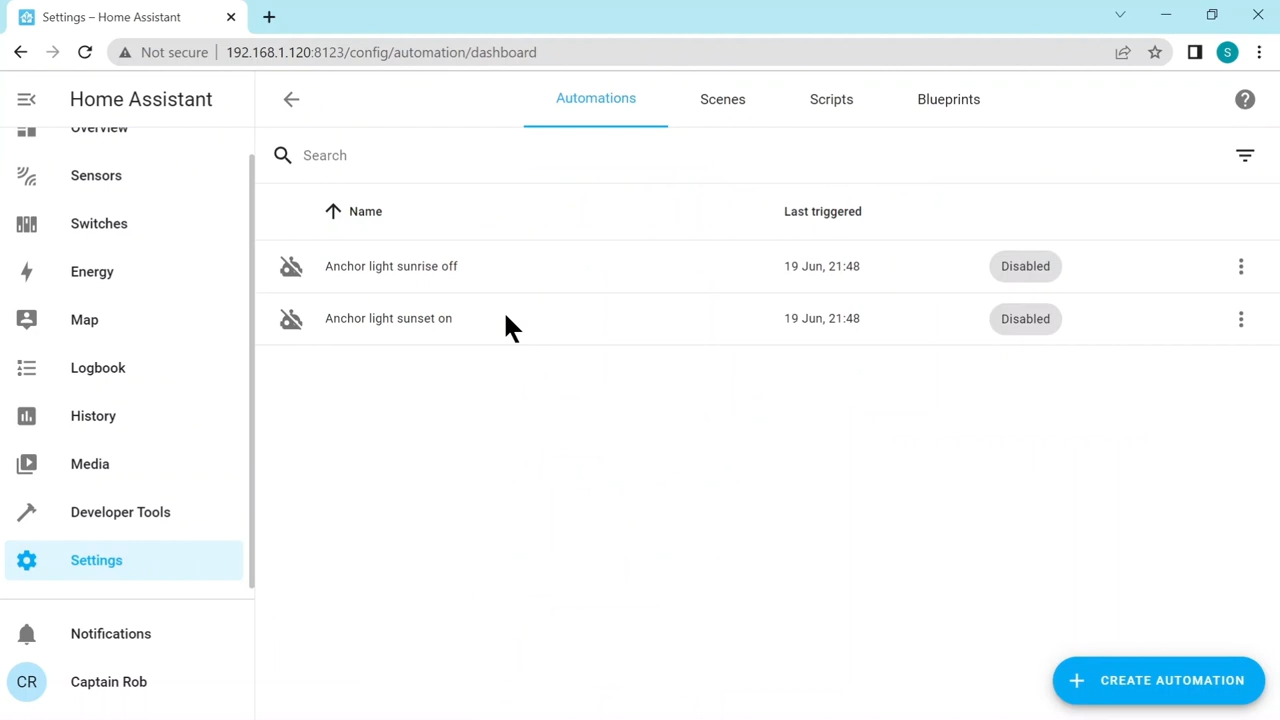 Settings – Home Assistant
Not secure 192.168.1.120:8123/config/automation/dashboard
S
Home Assistant
Automations
Scenes
Scripts
Blueprints
Overview
Search
Sensors
Name
Last triggered
Switches
Anchor light sunrise off
19 Jun, 21:48
Disabled
Energy
Anchor light sunset on
19 Jun, 21:48
Disabled
Map
Logbook
History
Media
Developer Tools
Settings
Notifications
CR
Captain Rob
CREATE AUTOMATION